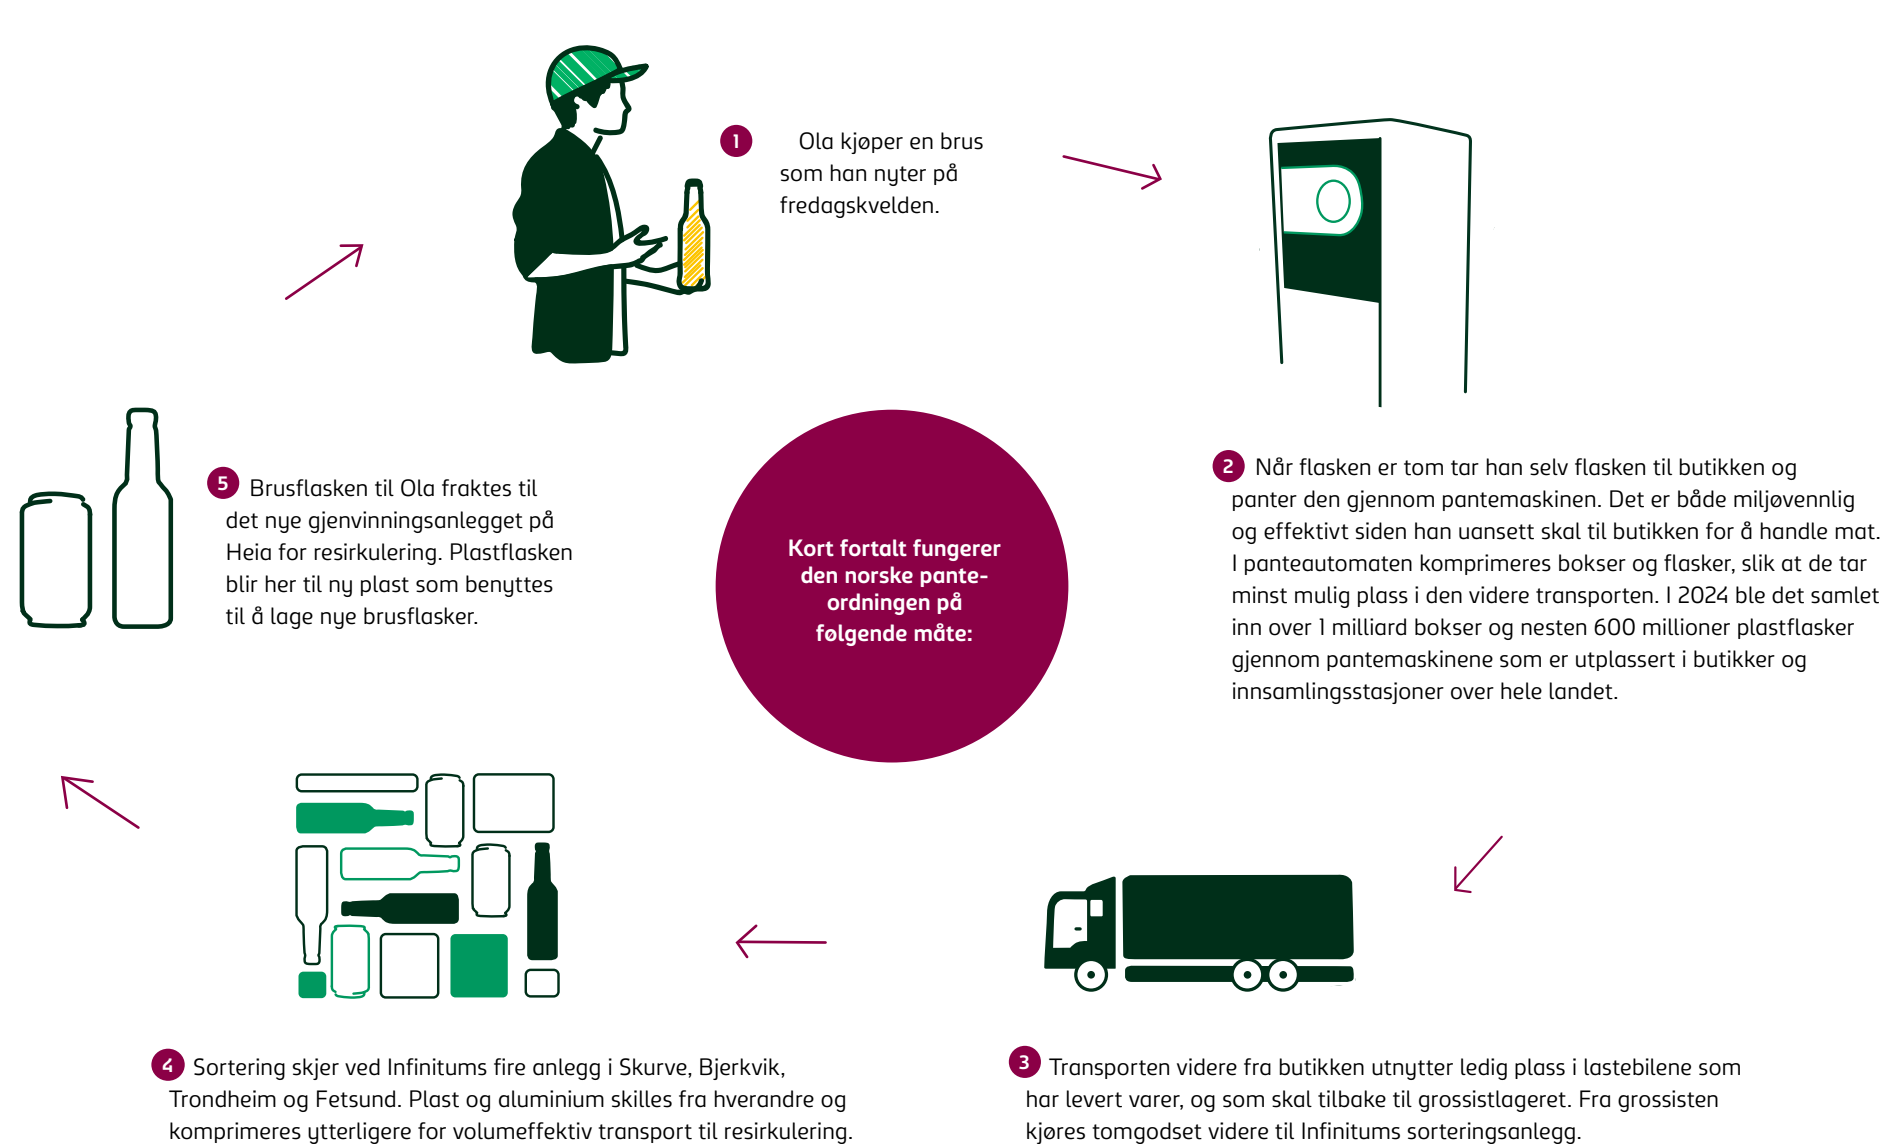 Kort fortalt fungerer
den norske pante-
ordningen på
følgende måte:
1 Ola kjøper en brus
som han nyter på
fredagskvelden.
2 Når flasken er tom tar han selv flasken til butikken og
panter den gjennom pantemaskinen. Det er både miljøvennlig
og effektivt siden han uansett skal til butikken for å handle mat.
I panteautomaten komprimeres bokser og flasker, slik at de tar
minst mulig plass i den videre transporten. I 2024 ble det samlet
inn over 1 milliard bokser og nesten 600 millioner plastflasker
gjennom pantemaskinene som er utplassert i butikker og
innsamlingsstasjoner over hele landet.
3 Transporten videre fra butikken utnytter ledig plass i lastebilene som
har levert varer, og som skal tilbake til grossistlageret. Fra grossisten
kjøres tomgodset videre til Infinitums sorteringsanlegg.
4 Sortering skjer ved Infinitums fire anlegg i Skurve, Bjerkvik,
Trondheim og Fetsund. Plast og aluminium skilles fra hverandre og
komprimeres ytterligere for volumeffektiv transport til resirkulering.
5 Brusflasken til Ola fraktes til
det nye gjenvinningsanlegget på
Heia for resirkulering. Plastflasken
blir her til ny plast som benyttes
til å lage nye brusflasker.